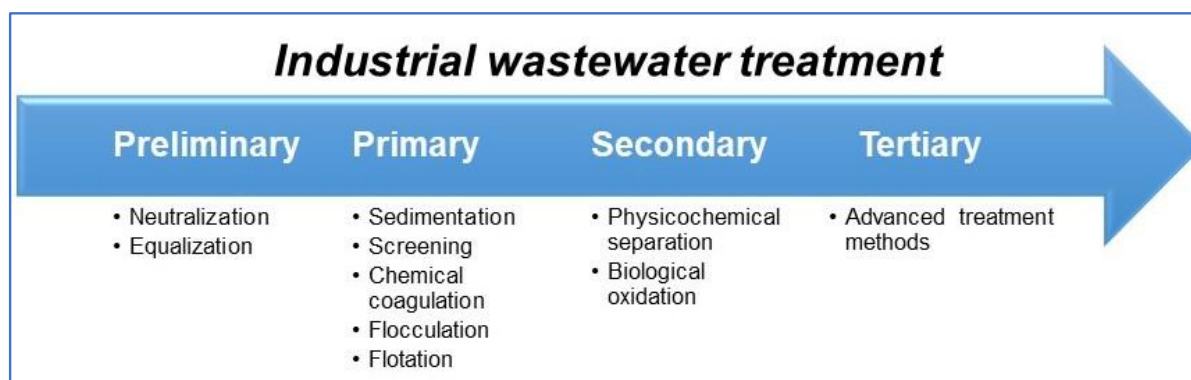 Industrial wastewater treatment
Preliminary
Primary
Secondary
Tertiary
• Neutralization
• Equalization
• Sedimentation
• Screening
• Chemical
coagulation
• Flocculation
• Flotation
• Physicochemical
separation
• Biological
oxidation
• Advanced treatment
methods